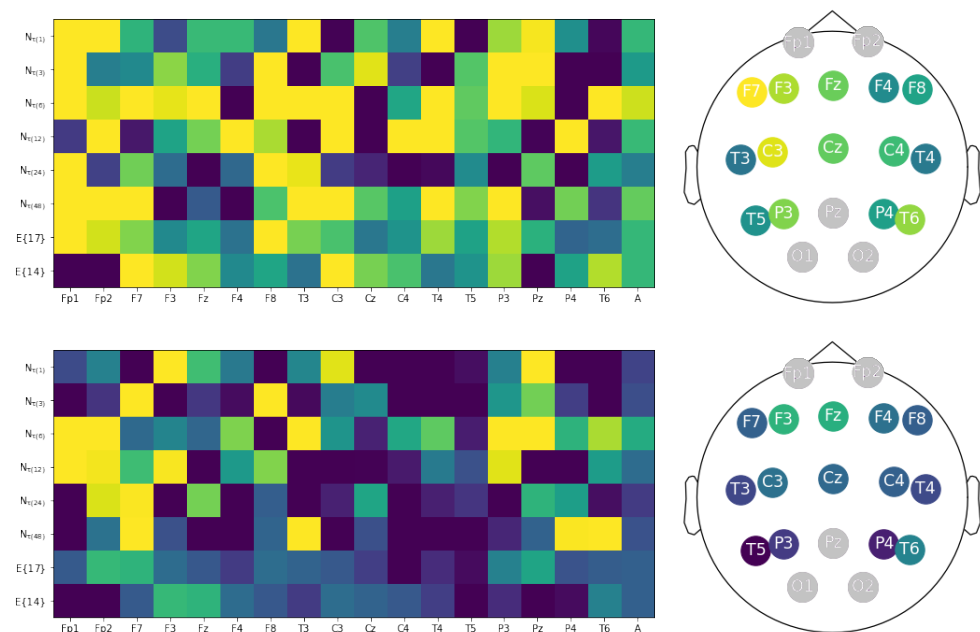 N_τ(1)
N_τ(3)
N_τ(6)
N_τ(12)
N_τ(24)
N_τ(48)
E{17}
E{14}
Fp1 Fp2 F7 F3 Fz F4 F8 T3 C3 Cz C4 T4 T5 P3 Pz P4 T6 A
Fp1 Fp2
F7 F3 Fz F4 F8
T3 C3 Cz C4 T4
T5 P3 Pz P4 T6
O1 O2
N_τ(1)
N_τ(3)
N_τ(6)
N_τ(12)
N_τ(24)
N_τ(48)
E{17}
E{14}
Fp1 Fp2 F7 F3 Fz F4 F8 T3 C3 Cz C4 T4 T5 P3 Pz P4 T6 A
Fp1 Fp2
F7 F3 Fz F4 F8
T3 C3 Cz C4 T4
T5 P3 Pz P4 T6
O1 O2